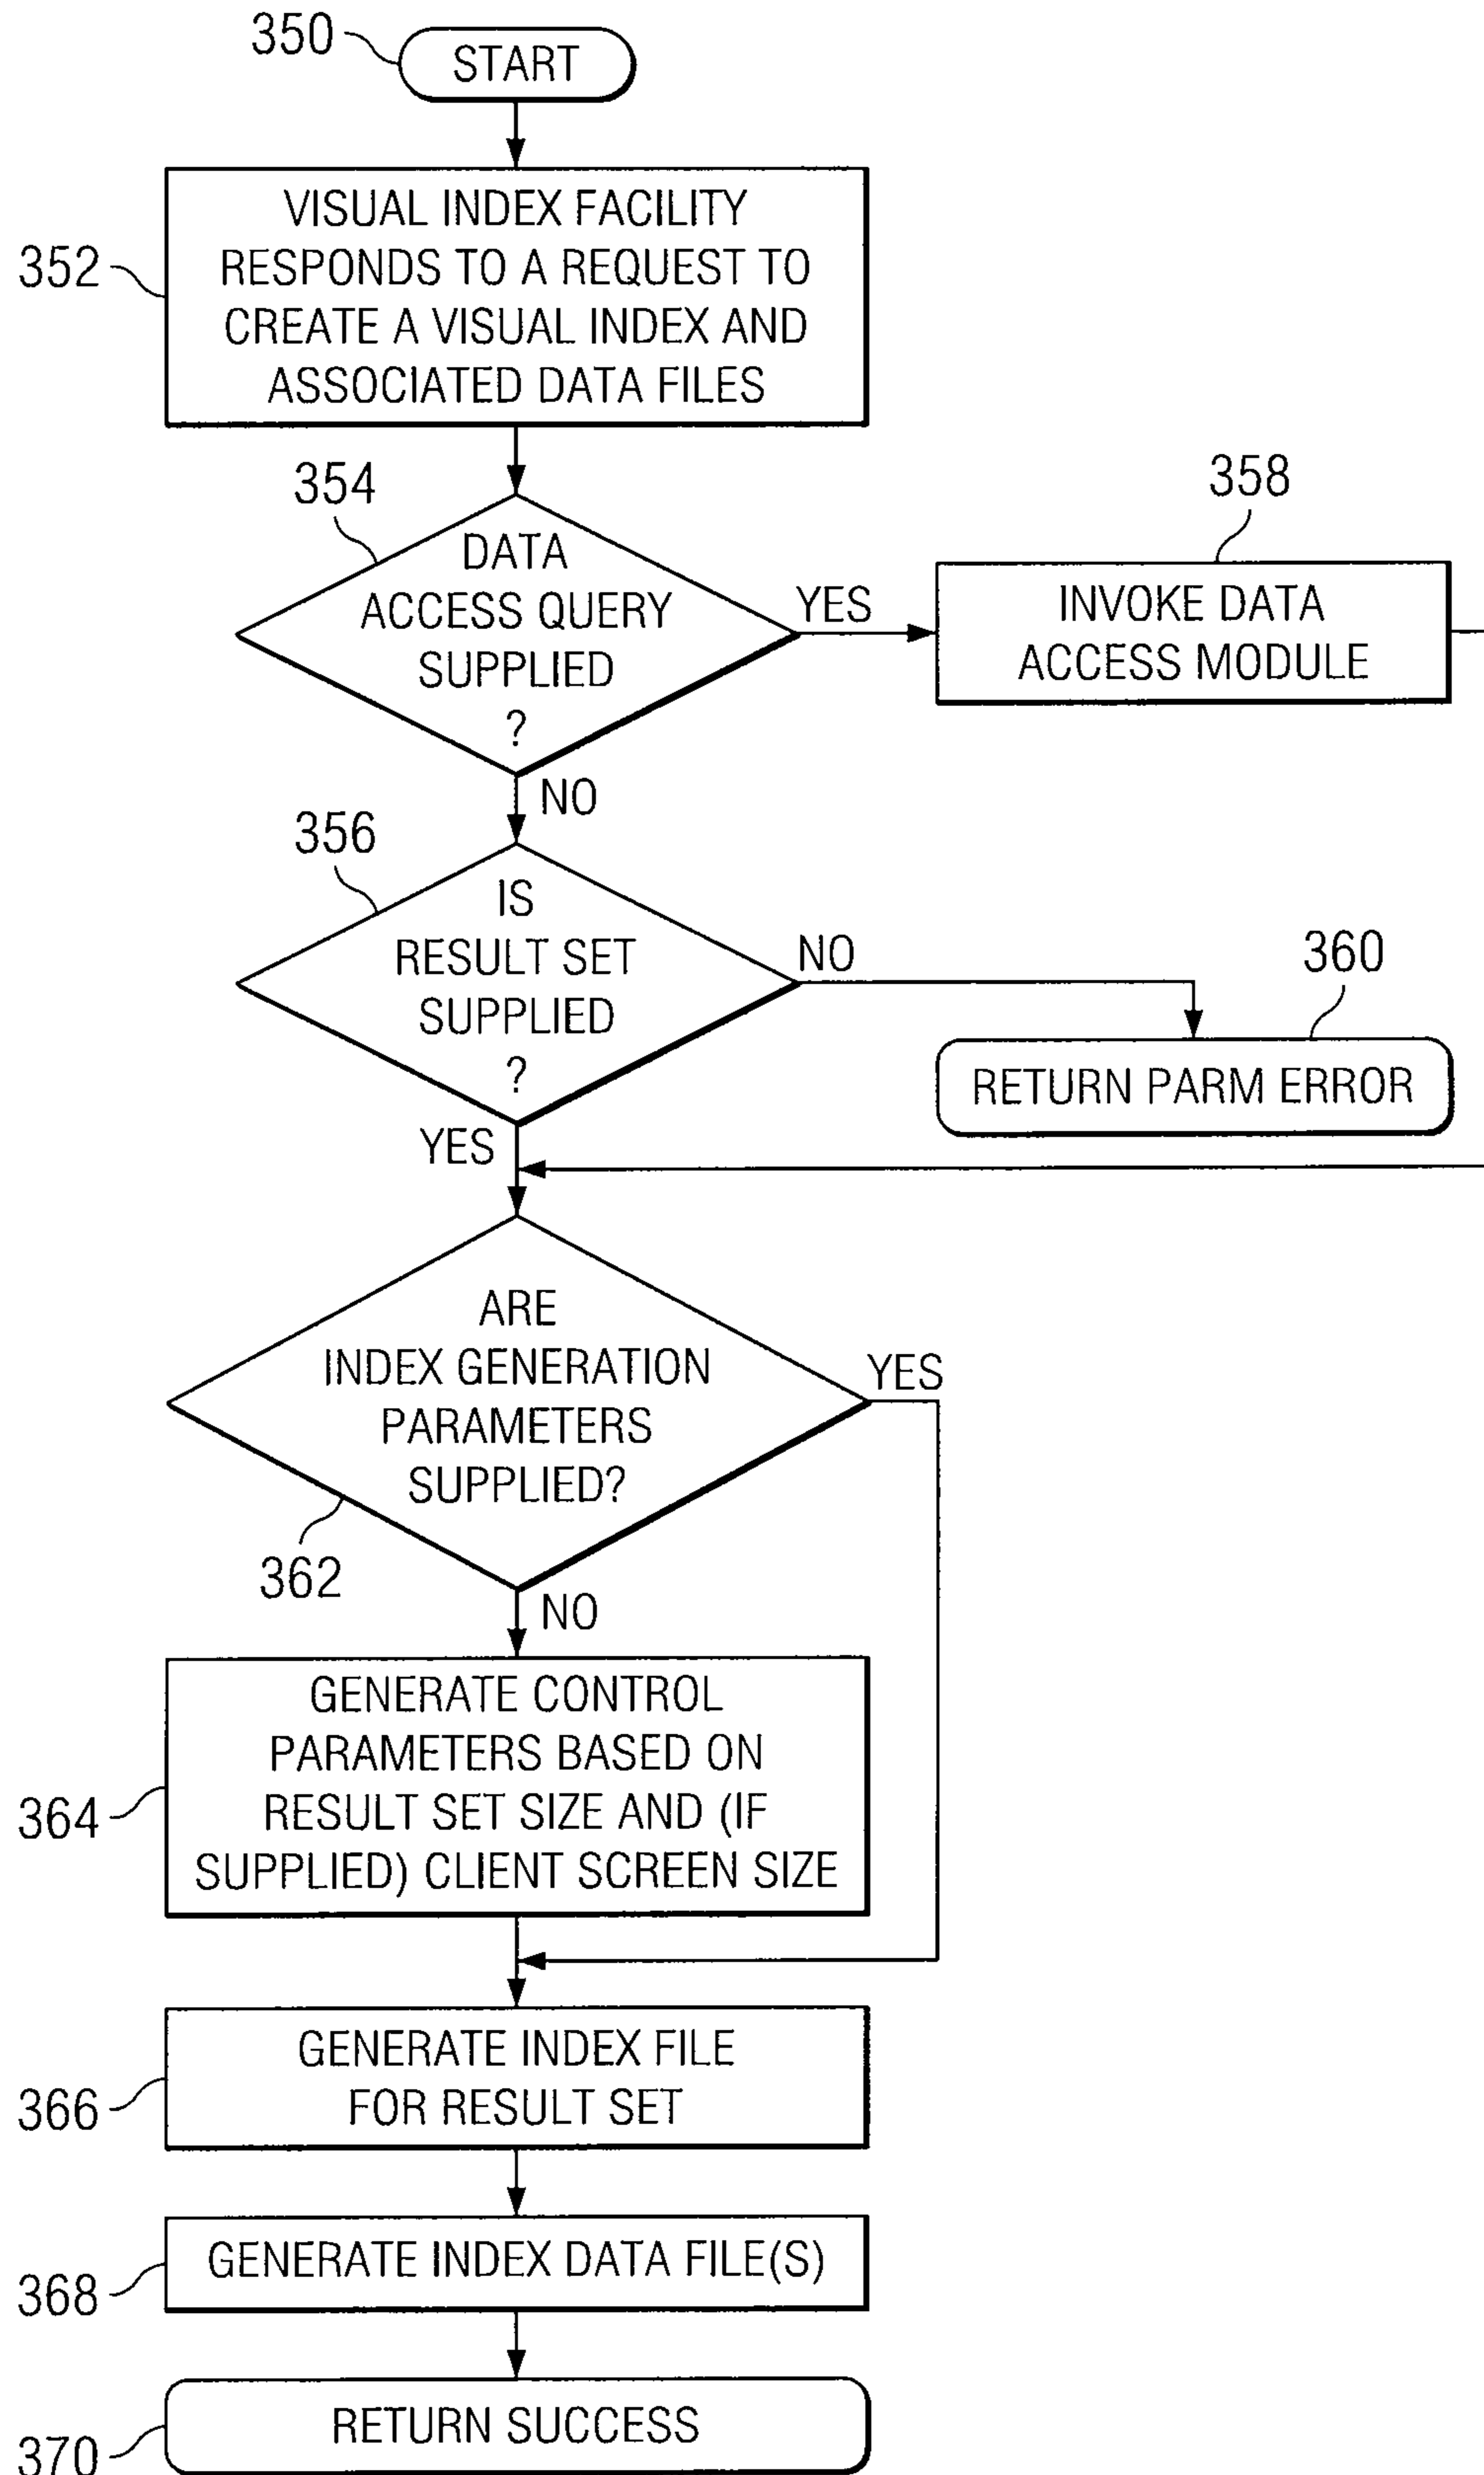 350
START
352
VISUAL INDEX FACILITY
RESPONDS TO A REQUEST TO
CREATE A VISUAL INDEX AND
ASSOCIATED DATA FILES
354
DATA
ACCESS QUERY
SUPPLIED
?
YES
358
INVOKE DATA
ACCESS MODULE
NO
356
IS
RESULT SET
SUPPLIED
?
NO
360
RETURN PARM ERROR
YES
ARE
INDEX GENERATION
PARAMETERS
SUPPLIED?
YES
362
NO
364
GENERATE CONTROL
PARAMETERS BASED ON
RESULT SET SIZE AND (IF
SUPPLIED) CLIENT SCREEN SIZE
366
GENERATE INDEX FILE
FOR RESULT SET
368
GENERATE INDEX DATA FILE(S)
370
RETURN SUCCESS